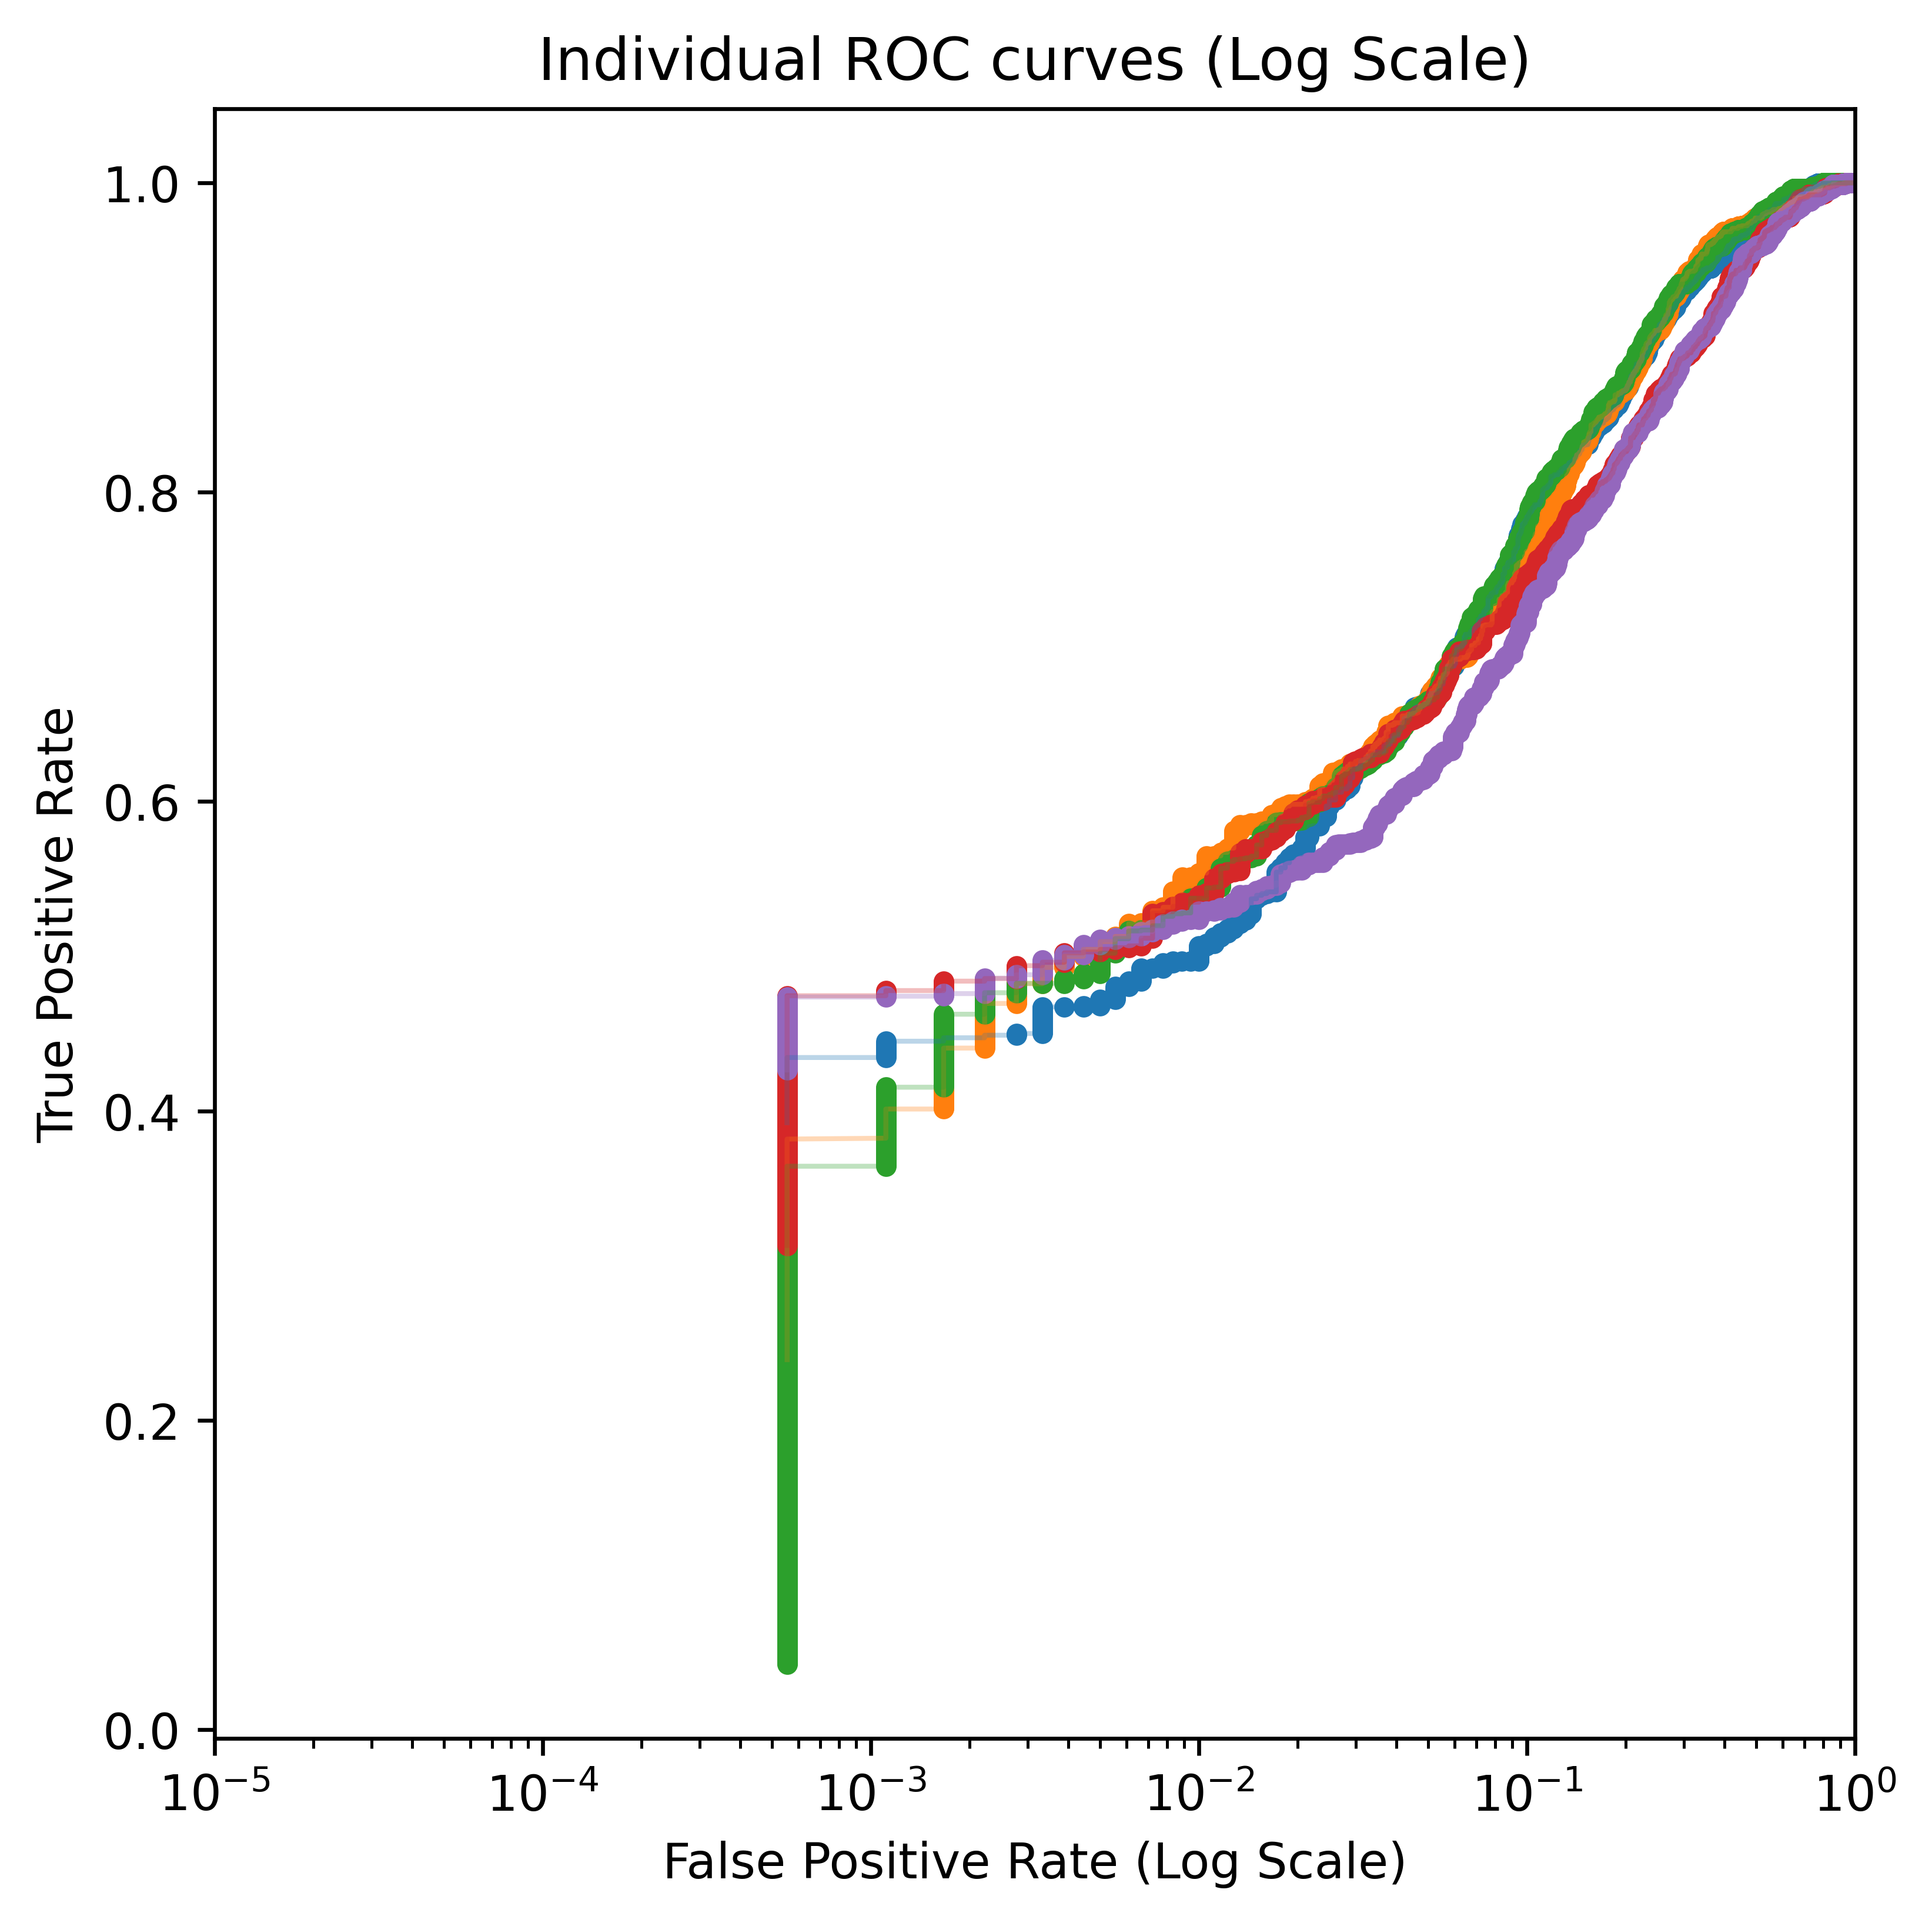 Individual ROC curves (Log Scale)
1.0
0.8
0.6
0.4
0.2
0.0
True Positive Rate
10⁻⁵ 10⁻⁴ 10⁻³ 10⁻² 10⁻¹ 10⁰
False Positive Rate (Log Scale)